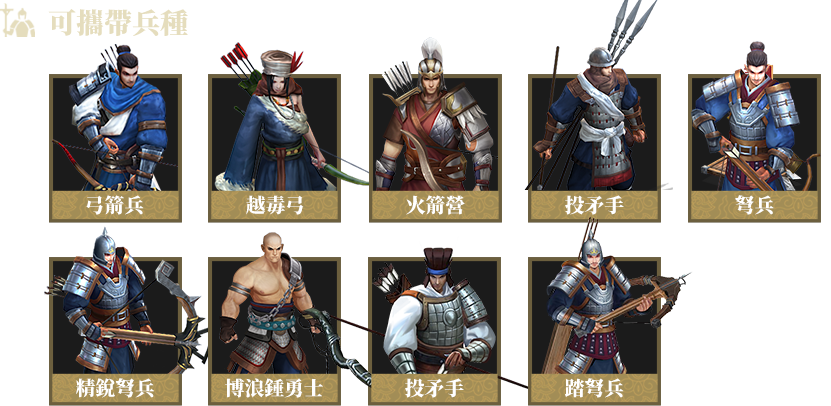 可攜帶兵種
弓箭兵
越毒弓
火箭營
投矛手
弩兵
精銳弩兵
博浪錘勇士
投矛手
踏弩兵